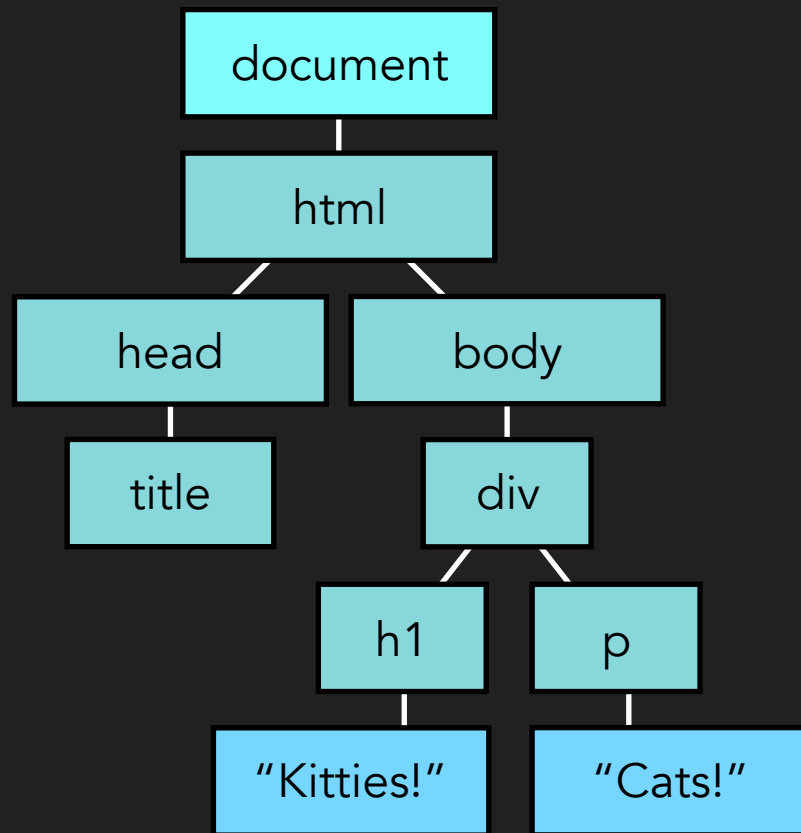 document
html
head
body
title
div
h1
p
“Kitties!”
“Cats!”